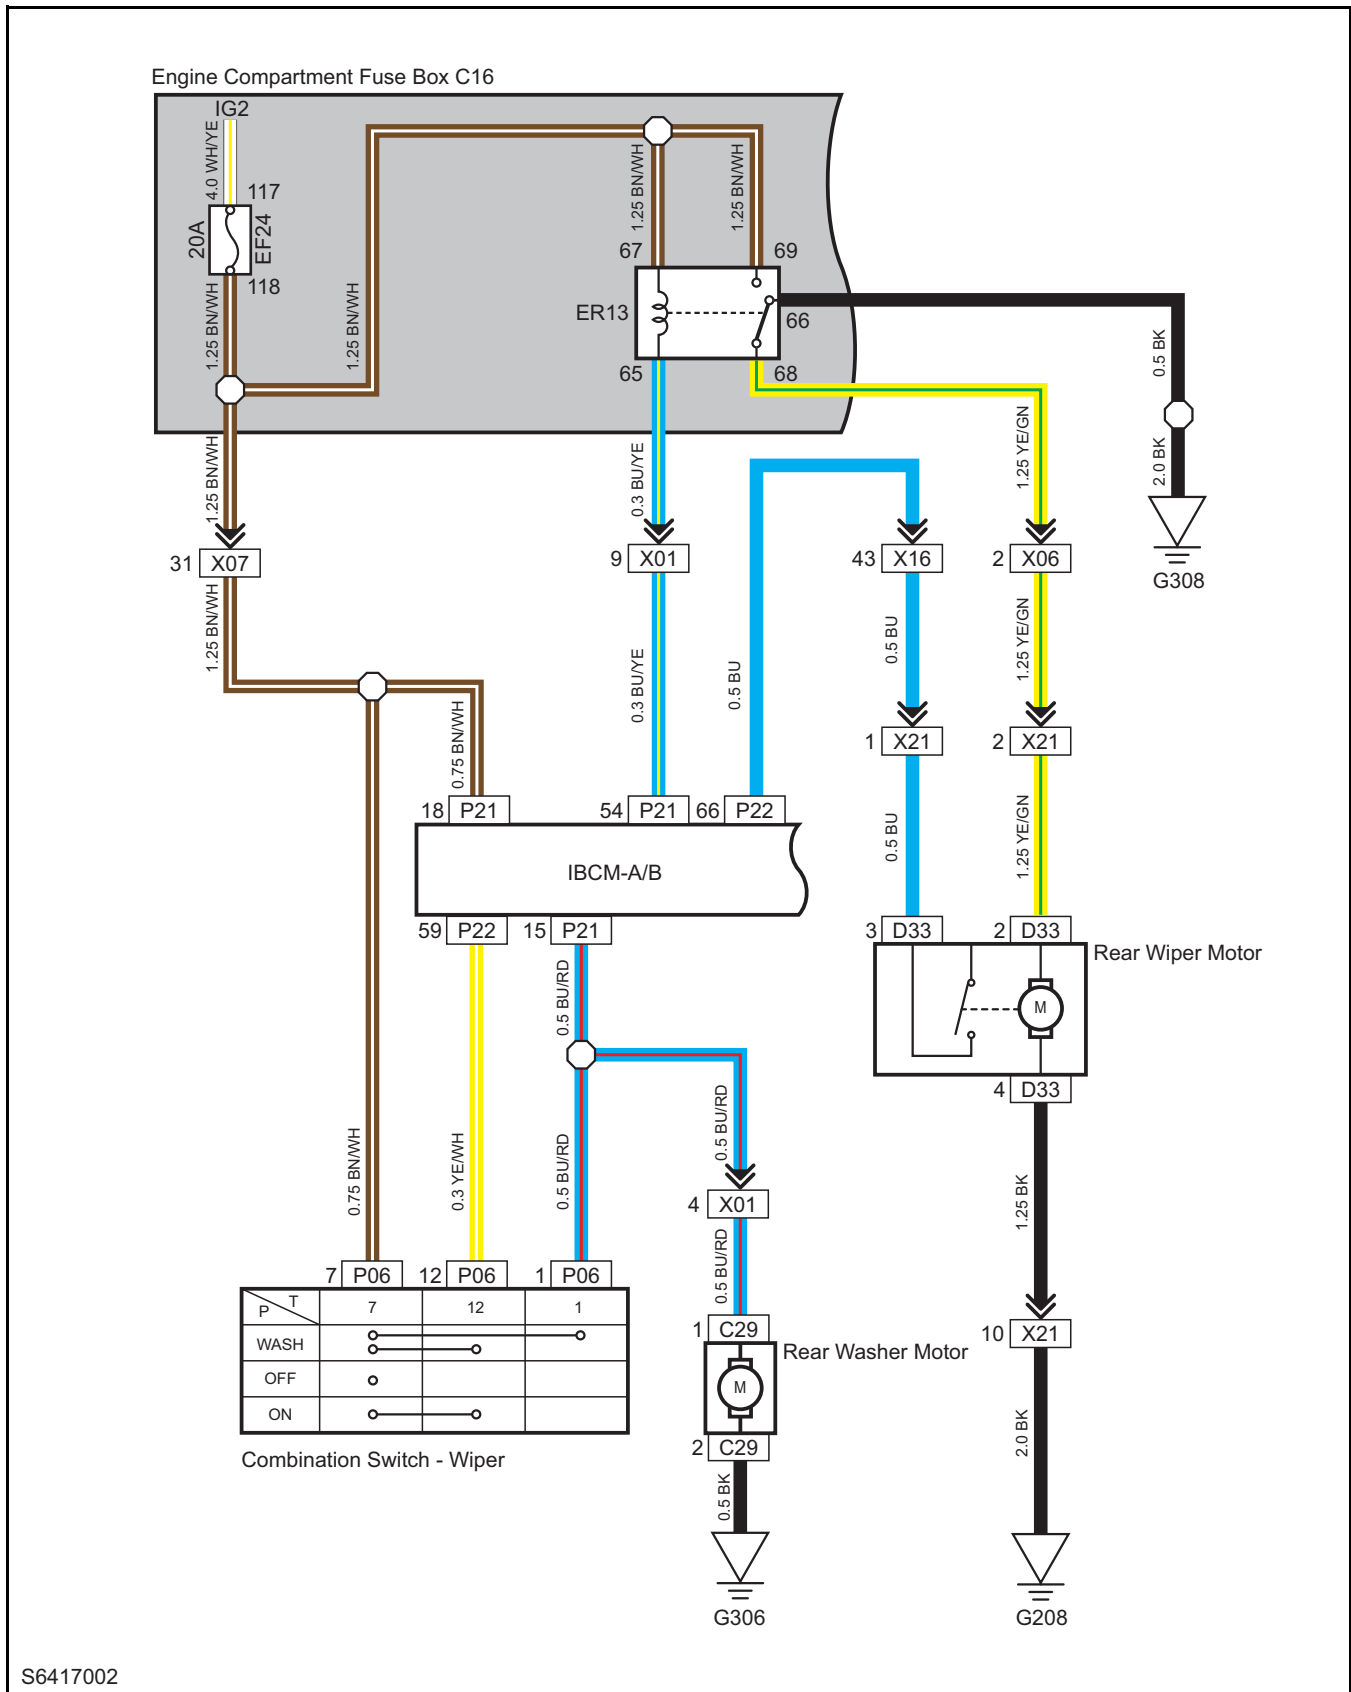 Engine Compartment Fuse Box C16
IG2
4.0 WH/YE
117
20A
EF24
118
1.25 BN/WH
1.25 BN/WH
1.25 BN/WH
1.25 BN/WH
67
69
ER13
66
65
68
0.5 BK
2.0 BK
G308
1.25 BN/WH
0.3 BU/YE
1.25 YE/GN
31 X07
9 X01
43 X16
2 X06
1.25 BN/WH
0.3 BU/YE
0.5 BU
0.5 BU
1.25 YE/GN
0.75 BN/WH
1 X21
2 X21
18 P21
54 P21
66 P22
0.5 BU
1.25 YE/GN
IBCM-A/B
59 P22
15 P21
3 D33
2 D33
Rear Wiper Motor
M
4 D33
0.5 BU/RD
0.75 BN/WH
0.3 YE/WH
0.5 BU/RD
0.5 BU/RD
1.25 BK
4 X01
0.5 BU/RD
7 P06
12 P06
1 P06
P T 7 12 1
WASH
OFF
ON
Combination Switch - Wiper
1 C29
Rear Washer Motor
M
2 C29
0.5 BK
G306
10 X21
2.0 BK
G208
S6417002